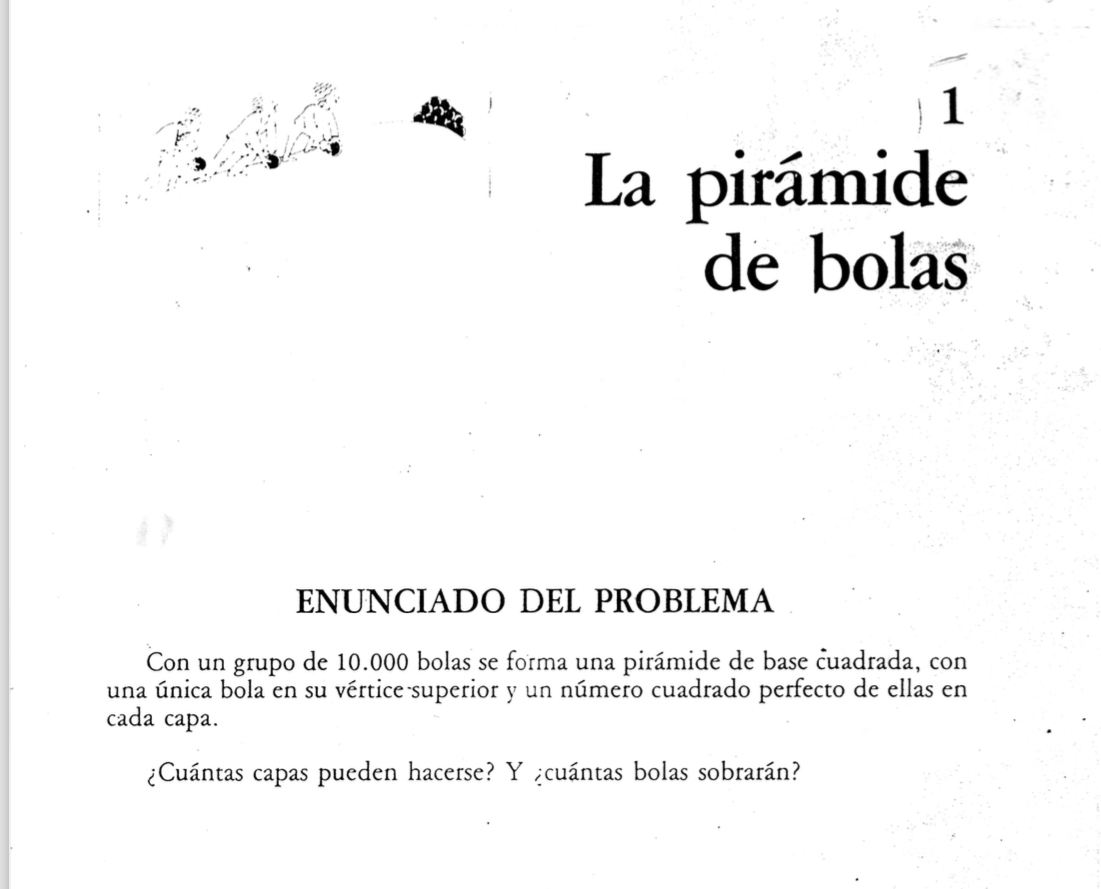 1
La pirámide
de bolas
ENUNCIADO DEL PROBLEMA
Con un grupo de 10.000 bolas se forma una pirámide de base cuadrada, con
una única bola en su vértice superior y un número cuadrado perfecto de ellas en
cada capa.
¿Cuántas capas pueden hacerse? Y ¿cuántas bolas sobrarán?